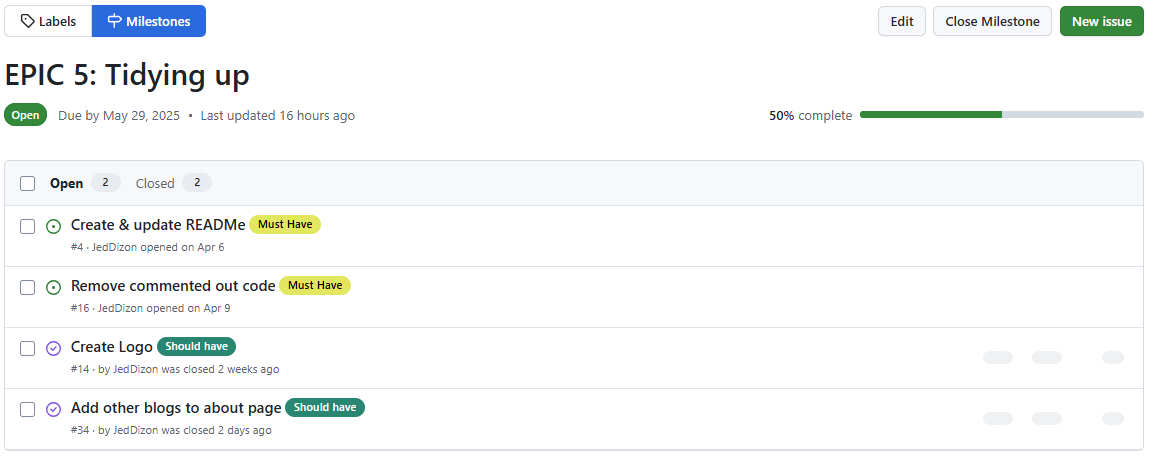 Labels Milestones Edit Close Milestone New issue
EPIC 5: Tidying up
Open Due by May 29, 2025 • Last updated 16 hours ago 50% complete
Open 2 Closed 2
Create & update READMe Must Have
#4 · JedDizon opened on Apr 6
Remove commented out code Must Have
#16 · JedDizon opened on Apr 9
Create Logo Should have
#14 · by JedDizon was closed 2 weeks ago
Add other blogs to about page Should have
#34 · by JedDizon was closed 2 days ago